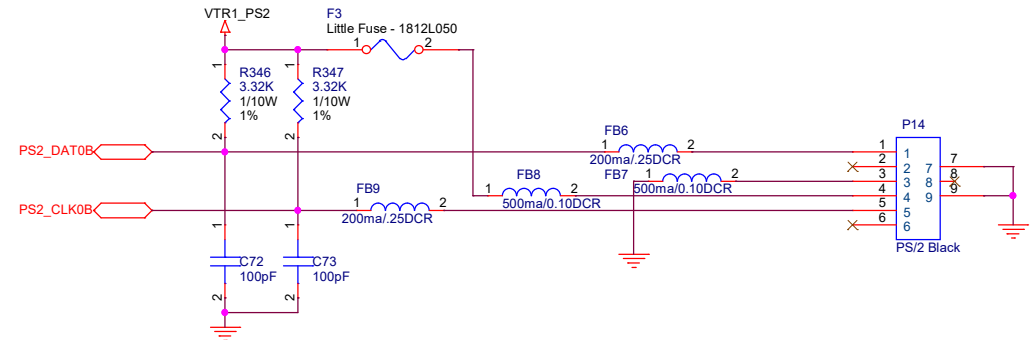 VTR1_PS2
F3
Little Fuse - 1812L050
1
2
1
R346
3.32K
1/10W
1%
2
1
R347
3.32K
1/10W
1%
2
PS2_DAT0B
PS2_CLK0B
FB6
1
2
200ma/.25DCR
FB7
1
2
500ma/0.10DCR
FB8
1
2
500ma/0.10DCR
FB9
1
2
200ma/.25DCR
P14
1
2
3
4
5
6
1
2
3
4
5
6
7
8
9
7
8
9
PS/2 Black
1
C72
100pF
2
1
C73
100pF
2